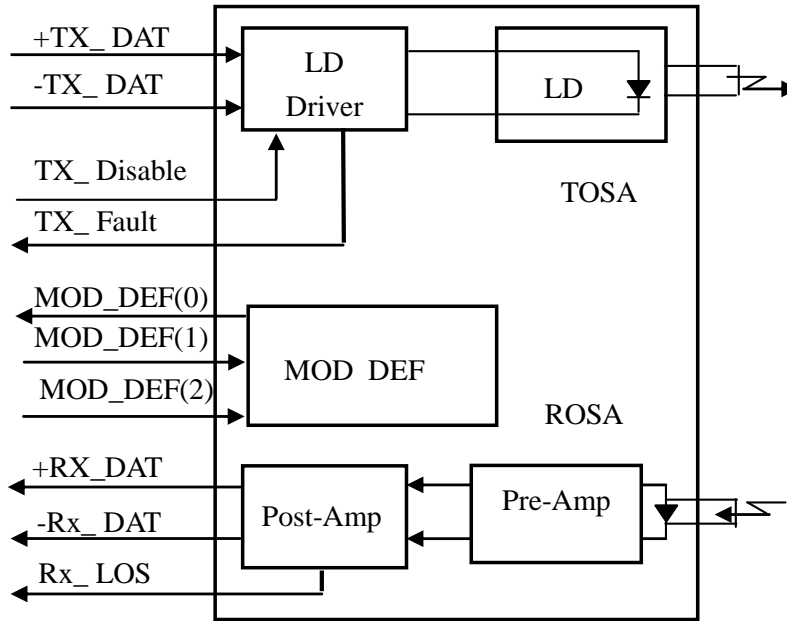 +TX_ DAT
-TX_ DAT
LD
Driver
LD
TX_ Disable
TX_ Fault
TOSA
MOD_DEF(0)
MOD_DEF(1)
MOD_DEF(2)
MOD DEF
ROSA
+RX_DAT
-Rx_ DAT
Rx_ LOS
Post-Amp
Pre-Amp